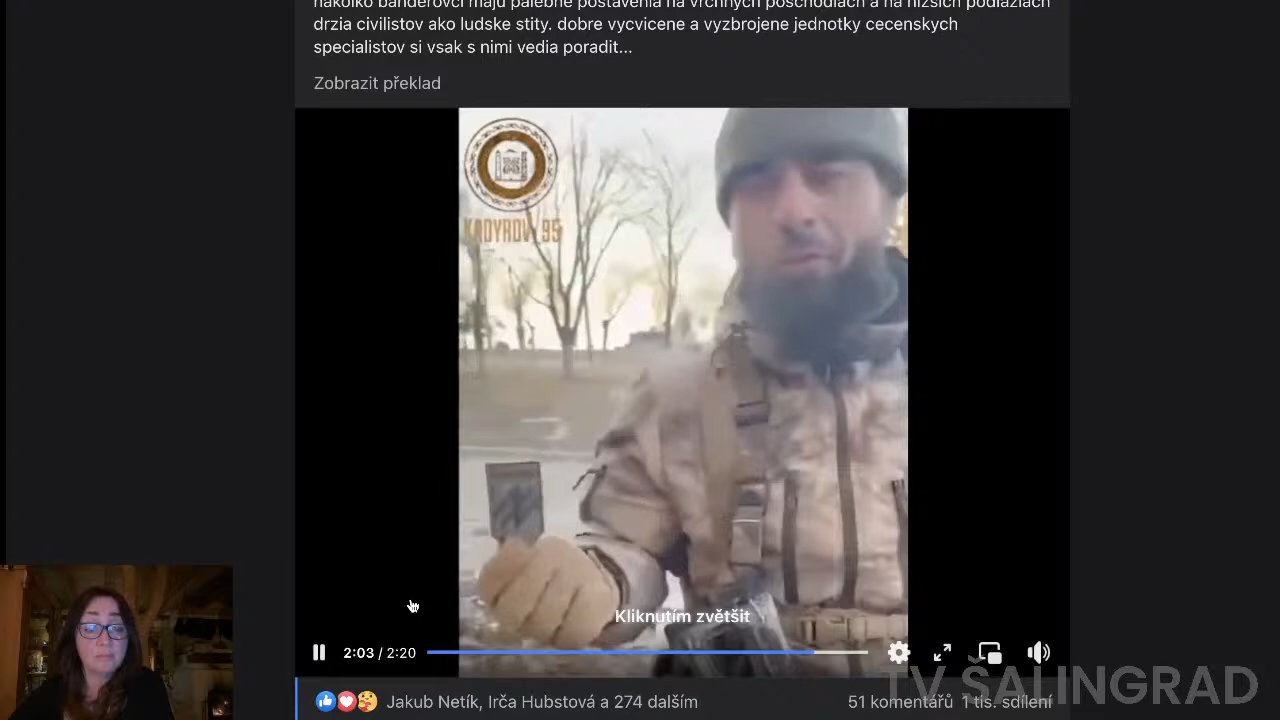 nakolko banderovci maju palebne postavenia na vrchnych poschodiach a na nizsich podlaziach
drzia civilistov ako ludske stity. dobre vycvicene a vyzbrojene jednotky cecenskych
specialistov si vsak s nimi vedia poradit...
Zobrazit překlad
KADYROV_95
Kliknutím zvětšit
2:03 / 2:20
Jakub Netík, Irča Hubstová a 274 dalším
51 komentářů 1 tis. sdílení
TV ŠALINGRAD